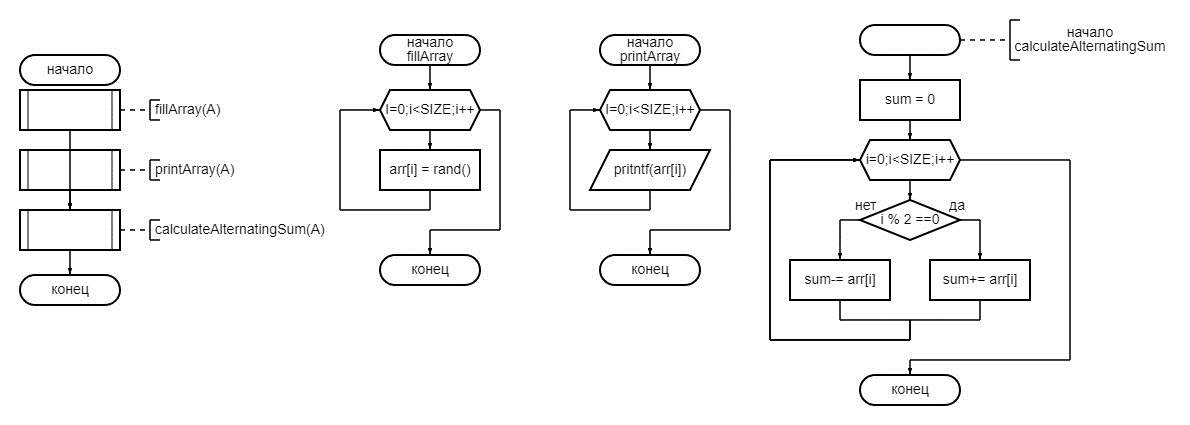 начало
fillArray(A)
printArray(A)
calculateAlternatingSum(A)
конец
начало
fillArray
I=0;i<SIZE;i++
arr[i] = rand()
конец
начало
printArray
I=0;i<SIZE;i++
pritntf(arr[i])
конец
начало
calculateAlternatingSum
sum = 0
i=0;i<SIZE;i++
нет
да
i % 2 ==0
sum-= arr[i]
sum+= arr[i]
конец